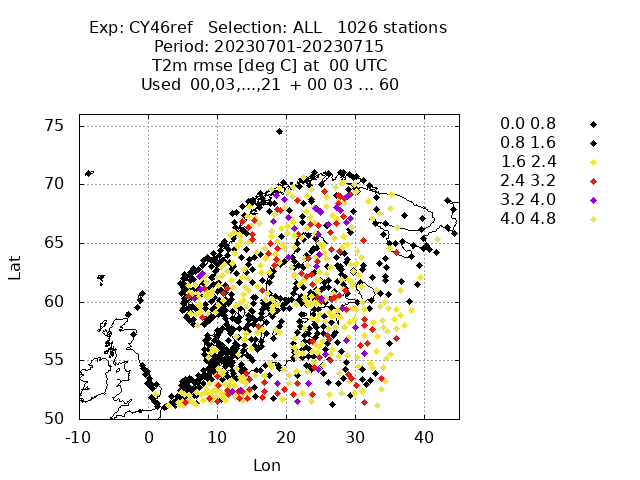 Exp: CY46ref   Selection: ALL   1026 stations
Period: 20230701-20230715
T2m rmse [deg C] at  00 UTC
Used  00,03,...,21  + 00 03 ... 60
75
70
65
60
55
50
Lat
-10 0 10 20 30 40
Lon
0.0 0.8
0.8 1.6
1.6 2.4
2.4 3.2
3.2 4.0
4.0 4.8